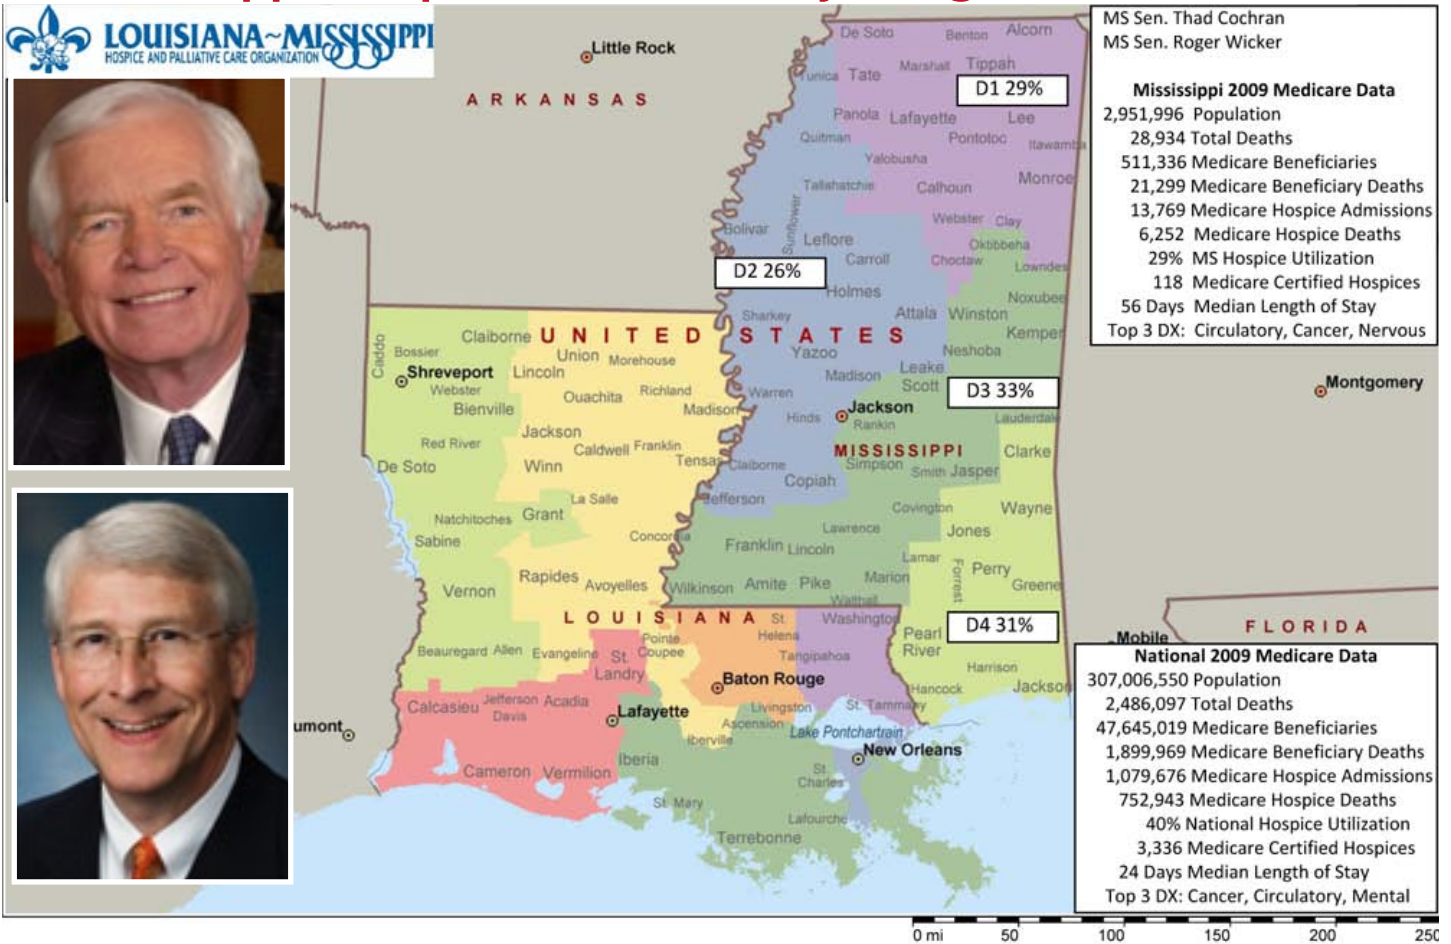 LOUISIANA~MISSISSIPPI
HOSPICE AND PALLIATIVE CARE ORGANIZATION
MS Sen. Thad Cochran
MS Sen. Roger Wicker
Mississippi 2009 Medicare Data
2,951,996 Population
28,934 Total Deaths
511,336 Medicare Beneficiaries
21,299 Medicare Beneficiary Deaths
13,769 Medicare Hospice Admissions
6,252 Medicare Hospice Deaths
29% MS Hospice Utilization
118 Medicare Certified Hospices
56 Days Median Length of Stay
Top 3 DX: Circulatory, Cancer, Nervous
Little Rock
ARKANSAS
De Soto
Benton
Alcorn
Tunica
Tate
Marshall
Tippah
D1 29%
Panola
Lafayette
Lee
Quitman
Pontotoc
Itawamba
Yalobusha
Tallahatchie
Calhoun
Monroe
Bolivar
Sunflower
Leflore
Webster
Clay
Carroll
Oktibbeha
Choctaw
Lowndes
D2 26%
Holmes
Noxubee
Sharkey
Attala
Winston
Kemper
UNITED STATES
Yazoo
Neshoba
Madison
Leake
Scott
D3 33%
Warren
Hinds
Jackson
Rankin
Lauderdale
MISSISSIPPI
Clarke
Claiborne
Simpson
Smith
Jasper
Copiah
Jefferson
Covington
Wayne
Lawrence
Jones
Franklin
Lincoln
Lamar
Forrest
Perry
Greene
Wilkinson
Amite
Pike
Marion
Walthall
Pearl
River
D4 31%
Harrison
Hancock
Jackson
Montgomery
Mobile
FLORIDA
Caddo
Bossier
Claiborne
Union
Morehouse
Shreveport
Webster
Lincoln
Ouachita
Richland
Madison
Bienville
Jackson
Red River
Caldwell
Franklin
De Soto
Winn
Tensas
La Salle
Natchitoches
Grant
Sabine
Concordia
Rapides
Avoyelles
Vernon
LOUISIANA
St.
Helena
Washington
Pointe
Coupee
Beauregard
Allen
Evangeline
St.
Landry
Tangipahoa
Baton Rouge
Calcasieu
Jefferson
Davis
Acadia
Lafayette
Livingston
St. Tammany
Ascension
Iberville
Lake Pontchartrain
New Orleans
umont
Cameron
Vermilion
Iberia
St.
Charles
St Mary
Lafourche
Terrebonne
National 2009 Medicare Data
307,006,550 Population
2,486,097 Total Deaths
47,645,019 Medicare Beneficiaries
1,899,969 Medicare Beneficiary Deaths
1,079,676 Medicare Hospice Admissions
752,943 Medicare Hospice Deaths
40% National Hospice Utilization
3,336 Medicare Certified Hospices
24 Days Median Length of Stay
Top 3 DX: Cancer, Circulatory, Mental
0 mi 50 100 150 200 250